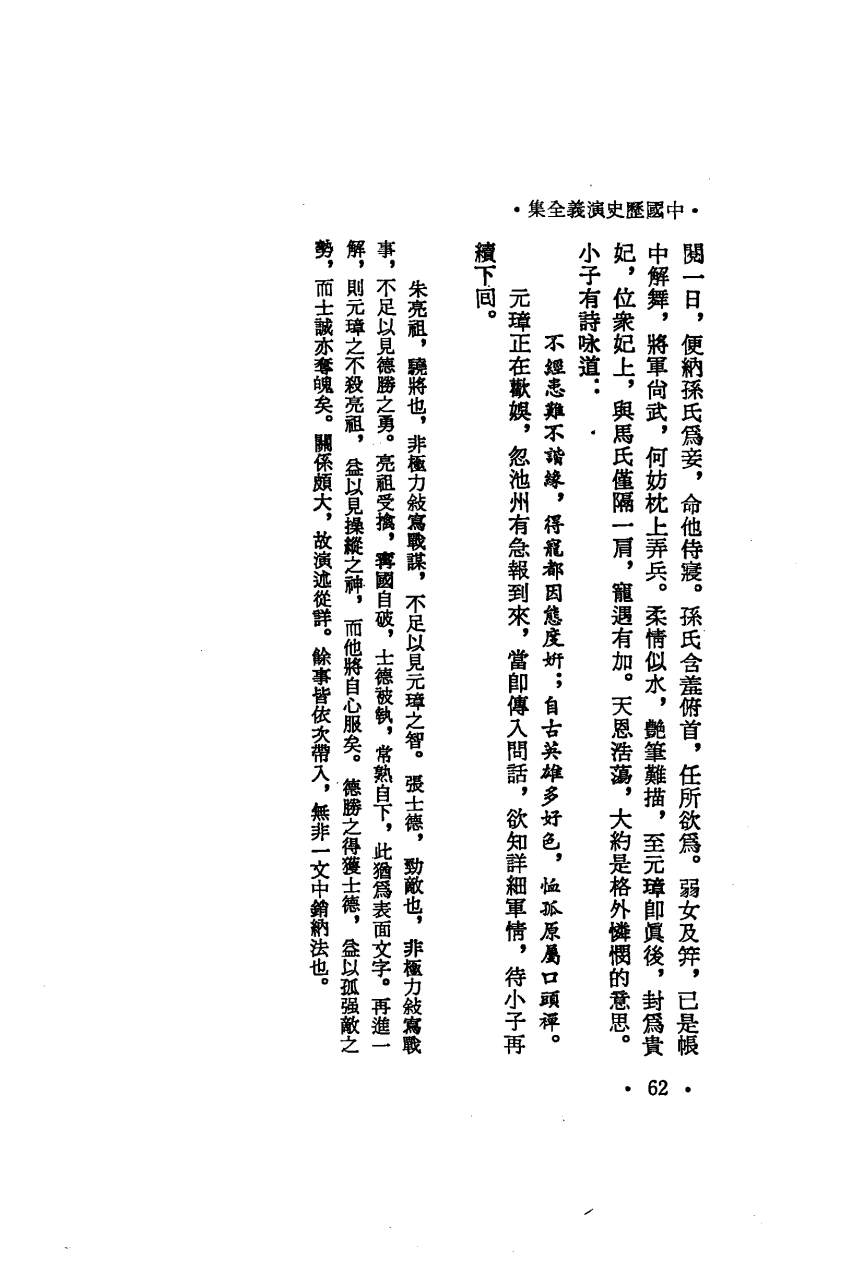 ·中國歷史演義全集·
閱一日，便納孫氏爲妾，命他侍寢。孫氏含羞俯首，任所欲爲。弱女及笄，已是帳
中解舞，將軍尙武，何妨枕上弄兵。柔情似水，艷筆難描，至元璋卽眞後，封爲貴
妃，位衆妃上，與馬氏僅隔一肩，寵遇有加。天恩浩蕩，大約是格外憐憫的意思。
小子有詩咏道：
不經患難不諧緣，得寵都因態度姸；自古英雄多好色，恤孤原屬口頭禪。
元璋正在歡娛，忽池州有急報到來，當卽傳入問話，欲知詳細軍情，待小子再
續下回。
朱亮祖，驍將也，非極力敍寫戰謀，不足以見元璋之智。張士德，勁敵也，非極力敍寫戰
事，不足以見德勝之勇。亮祖受擒，寧國自破，士德被執，常熟自下，此猶爲表面文字。再進一
解，則元璋之不殺亮祖，益以見操縱之神，而他將自心服矣。德勝之得獲士德，益以孤强敵之
勢，而士誠亦奪魄矣。關係頗大，故演述從詳。餘事皆依次帶入，無非一文中銷納法也。
·62·